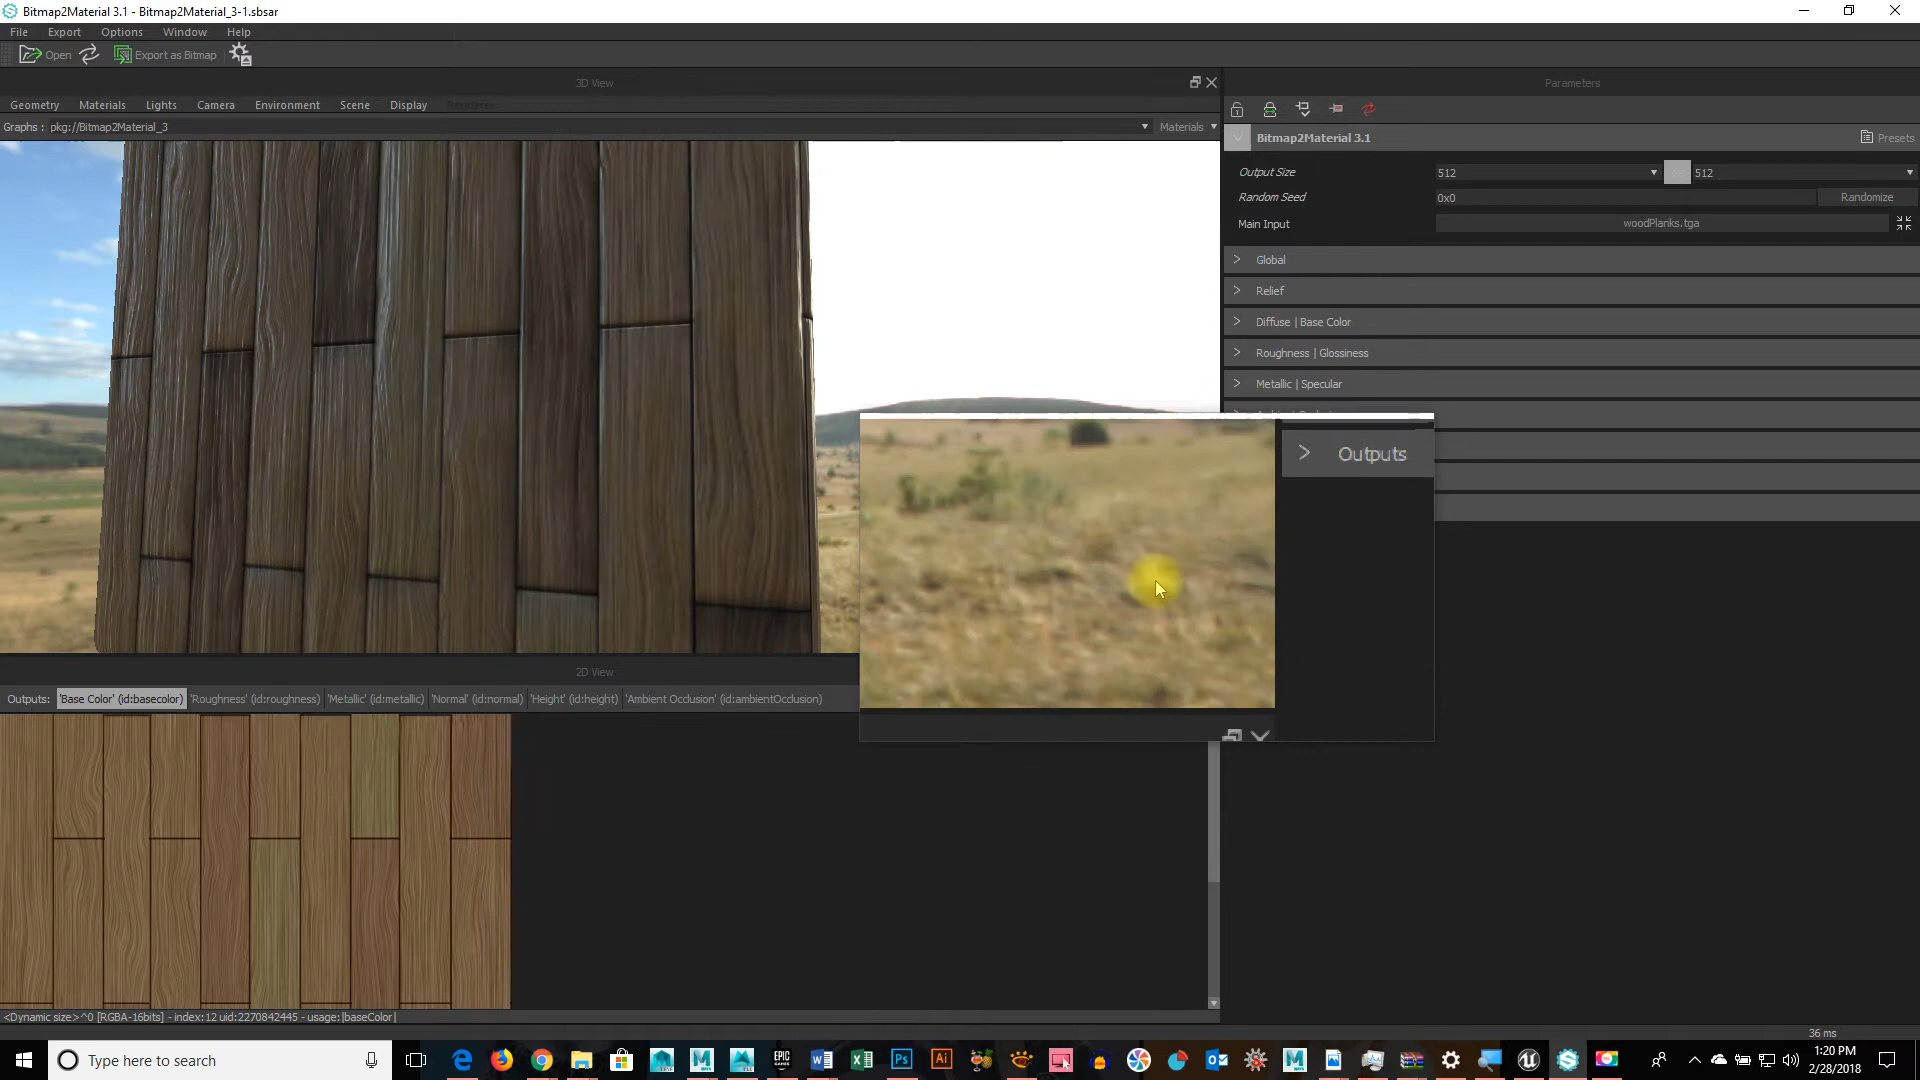 Bitmap2Material 3.1 - Bitmap2Material_3-1.sbsar
File Export Options Window Help
Open Export as Bitmap
3D View
Parameters
Geometry Materials Lights Camera Environment Scene Display Renderer
Graphs : pkg://Bitmap2Material_3 Materials
Bitmap2Material 3.1 Presets
Output Size 512 512
Random Seed 0x0 Randomize
Main Input woodPlanks.tga
Global
Relief
Diffuse | Base Color
Roughness | Glossiness
Metallic | Specular
Outputs
2D View
Outputs: 'Base Color' (id:basecolor) 'Roughness' (id:roughness) 'Metallic' (id:metallic) 'Normal' (id:normal) 'Height' (id:height) 'Ambient Occlusion' (id:ambientOcclusion)
<Dynamic size>^0 [RGBA-16bits] - index:12 uid:2270842445 - usage:|baseColor|
36 ms
Type here to search
1:20 PM
2/28/2018